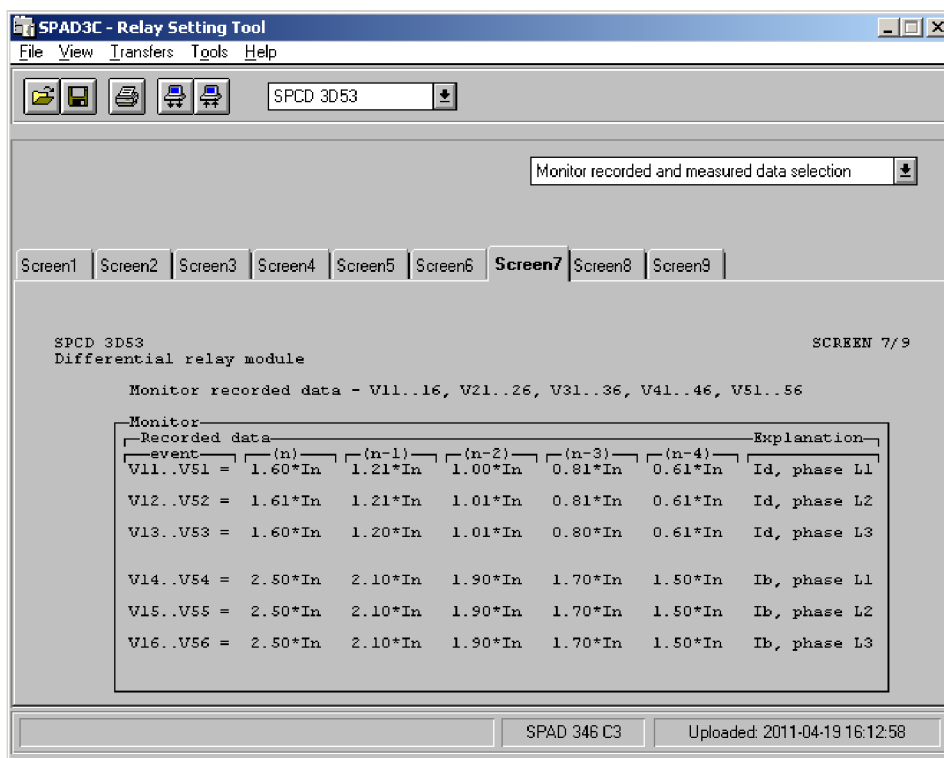 SPAD3C - Relay Setting Tool
File View Transfers Tools Help
SPCD 3D53
Monitor recorded and measured data selection
Screen1 Screen2 Screen3 Screen4 Screen5 Screen6 Screen7 Screen8 Screen9
SPCD 3D53 SCREEN 7/9
Differential relay module
Monitor recorded data - V11..16, V21..26, V31..36, V41..46, V51..56
Monitor
Recorded data Explanation
event (n) (n-1) (n-2) (n-3) (n-4)
V11..V51 = 1.60*In 1.21*In 1.00*In 0.81*In 0.61*In Id, phase L1
V12..V52 = 1.61*In 1.21*In 1.01*In 0.81*In 0.61*In Id, phase L2
V13..V53 = 1.60*In 1.20*In 1.01*In 0.80*In 0.61*In Id, phase L3
V14..V54 = 2.50*In 2.10*In 1.90*In 1.70*In 1.50*In Ib, phase L1
V15..V55 = 2.50*In 2.10*In 1.90*In 1.70*In 1.50*In Ib, phase L2
V16..V56 = 2.50*In 2.10*In 1.90*In 1.70*In 1.50*In Ib, phase L3
SPAD 346 C3 Uploaded: 2011-04-19 16:12:58